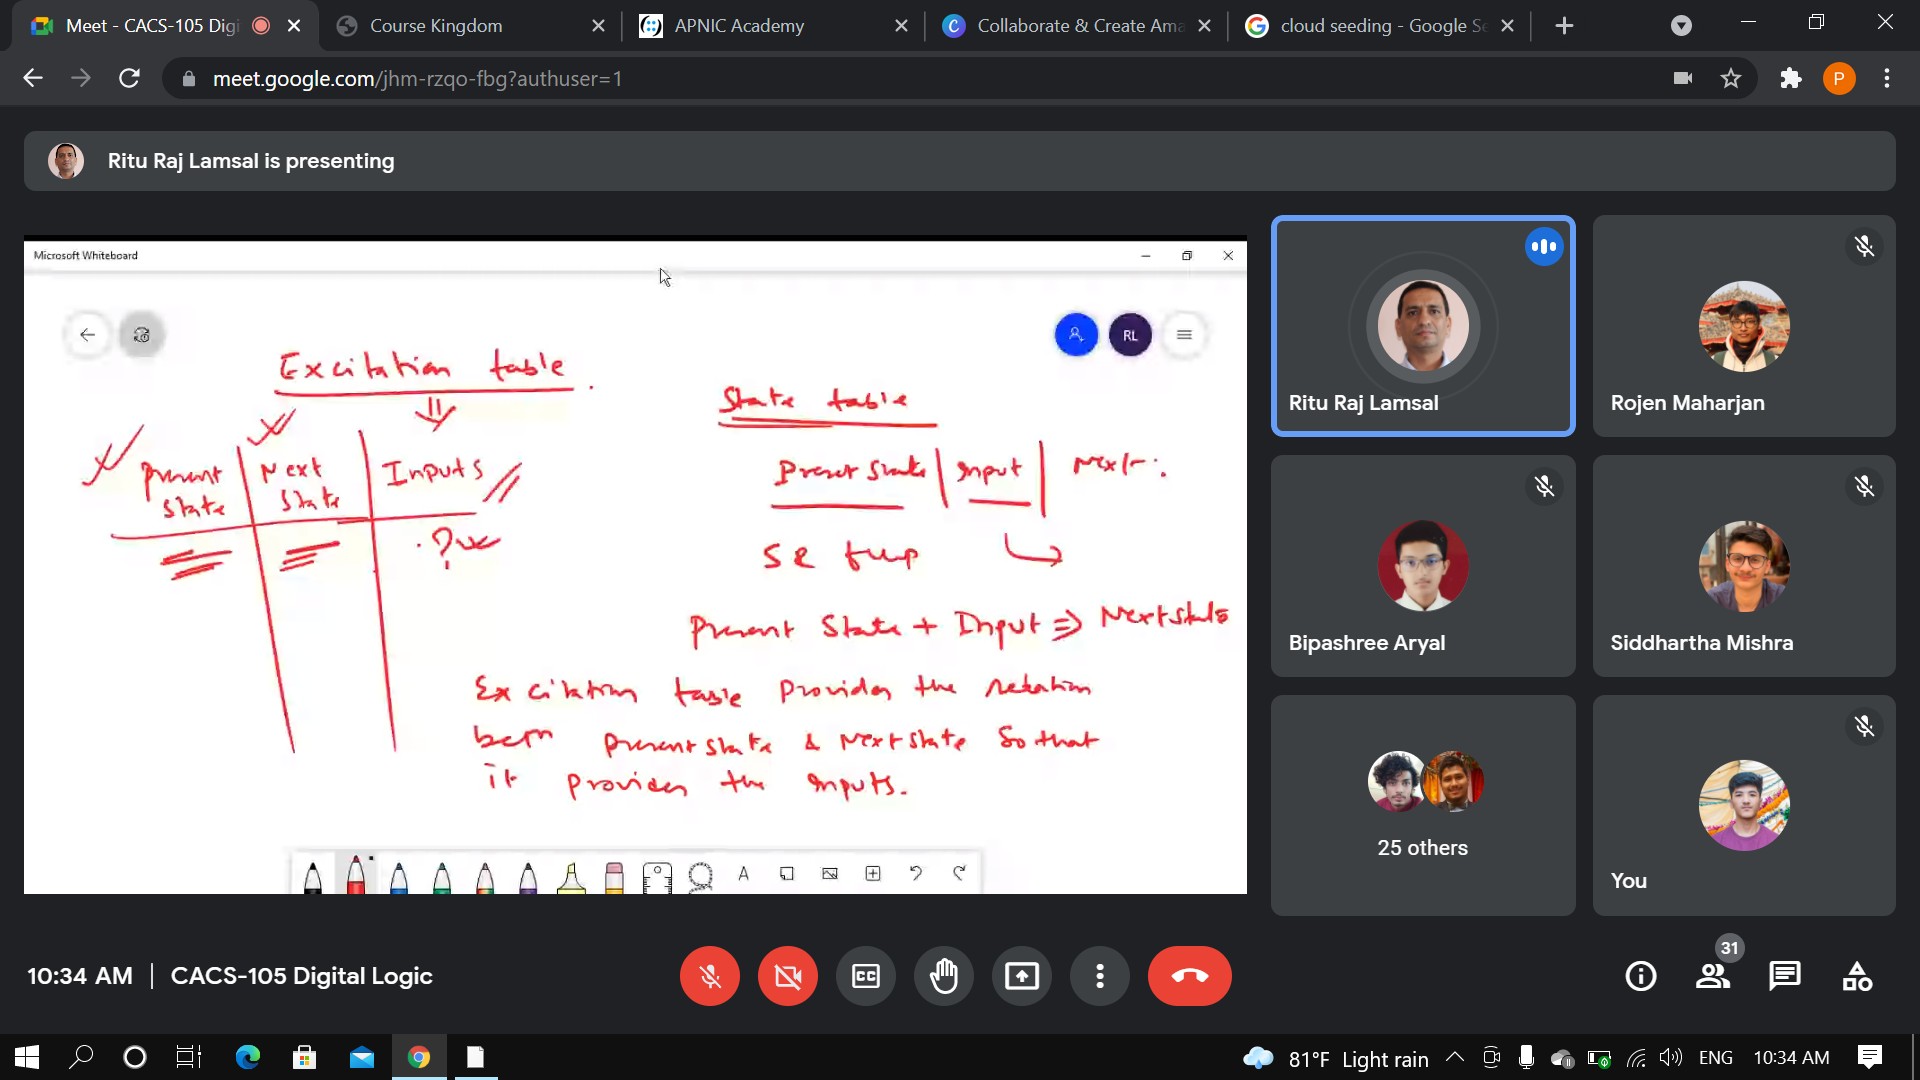 Meet - CACS-105 Digi
Course Kingdom
APNIC Academy
Collaborate & Create Ama
cloud seeding - Google Se
meet.google.com/jhm-rzqo-fbg?authuser=1
P
Ritu Raj Lamsal is presenting
Microsoft Whiteboard
RL
Excitation table
Present State
Next State
Inputs
?
State table
Present State
Input
Next
SR
Present State + Input ⇒ Next State
Excitation table provides the relation
betn present state & Next state so that
it provides the inputs.
A
Ritu Raj Lamsal
Rojen Maharjan
Bipashree Aryal
Siddhartha Mishra
25 others
You
10:34 AM | CACS-105 Digital Logic
CC
31
81°F Light rain
ENG
10:34 AM